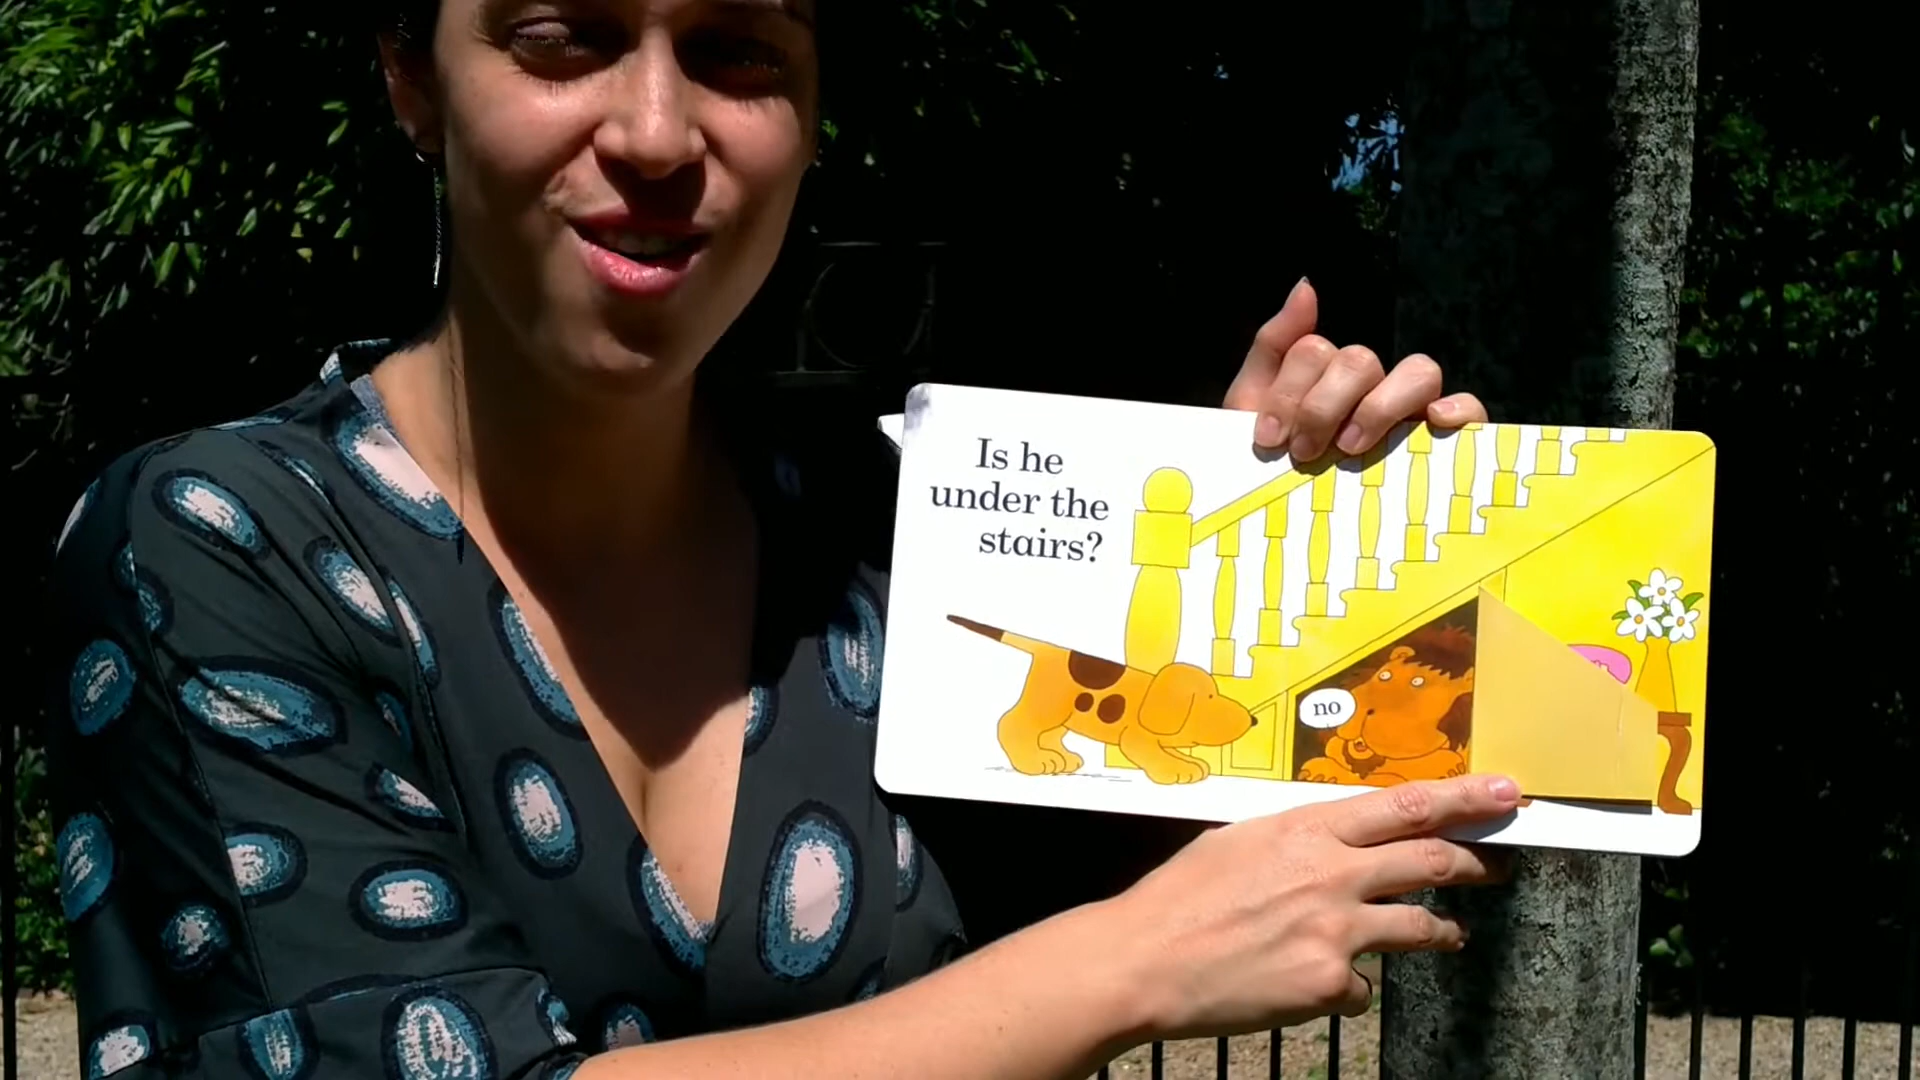 Is he
under the
stairs?
no